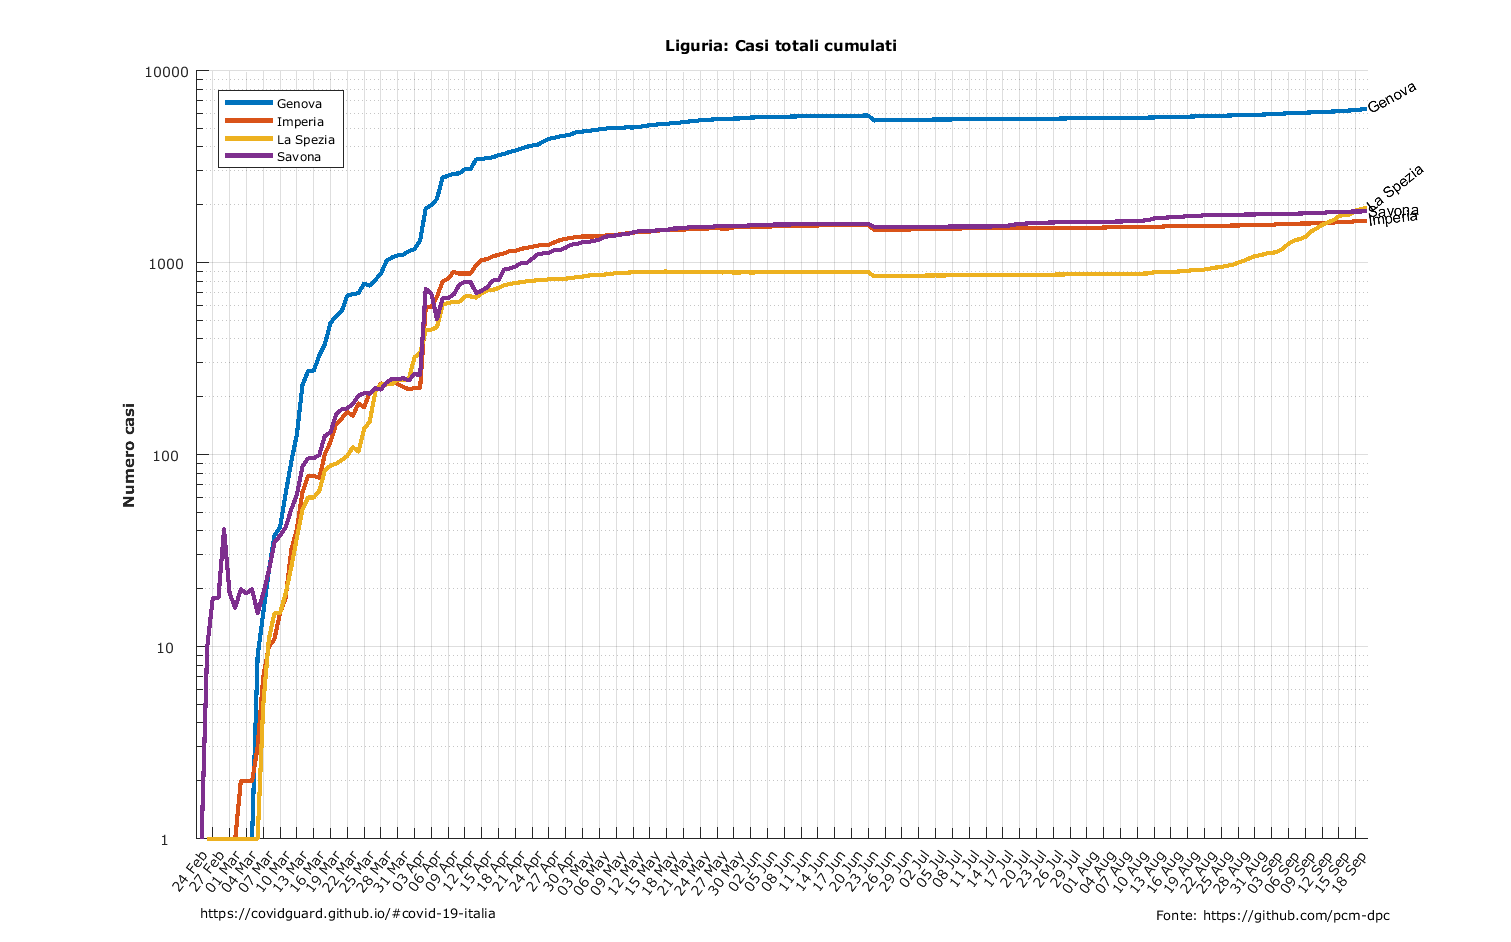 Liguria: Casi totali cumulati
10000
1000
100
10
1
Numero casi
Genova
Imperia
La Spezia
Savona
Genova
La Spezia
Savona
Imperia
24 Feb
27 Feb
01 Mar
04 Mar
07 Mar
10 Mar
13 Mar
16 Mar
19 Mar
22 Mar
25 Mar
28 Mar
31 Mar
03 Apr
06 Apr
09 Apr
12 Apr
15 Apr
18 Apr
21 Apr
24 Apr
27 Apr
30 Apr
03 May
06 May
09 May
12 May
15 May
18 May
21 May
24 May
27 May
30 May
02 Jun
05 Jun
08 Jun
11 Jun
14 Jun
17 Jun
20 Jun
23 Jun
26 Jun
29 Jun
02 Jul
05 Jul
08 Jul
11 Jul
14 Jul
17 Jul
20 Jul
23 Jul
26 Jul
29 Jul
01 Aug
04 Aug
07 Aug
10 Aug
13 Aug
16 Aug
19 Aug
22 Aug
25 Aug
28 Aug
31 Aug
03 Sep
06 Sep
09 Sep
12 Sep
15 Sep
18 Sep
https://covidguard.github.io/#covid-19-italia
Fonte: https://github.com/pcm-dpc